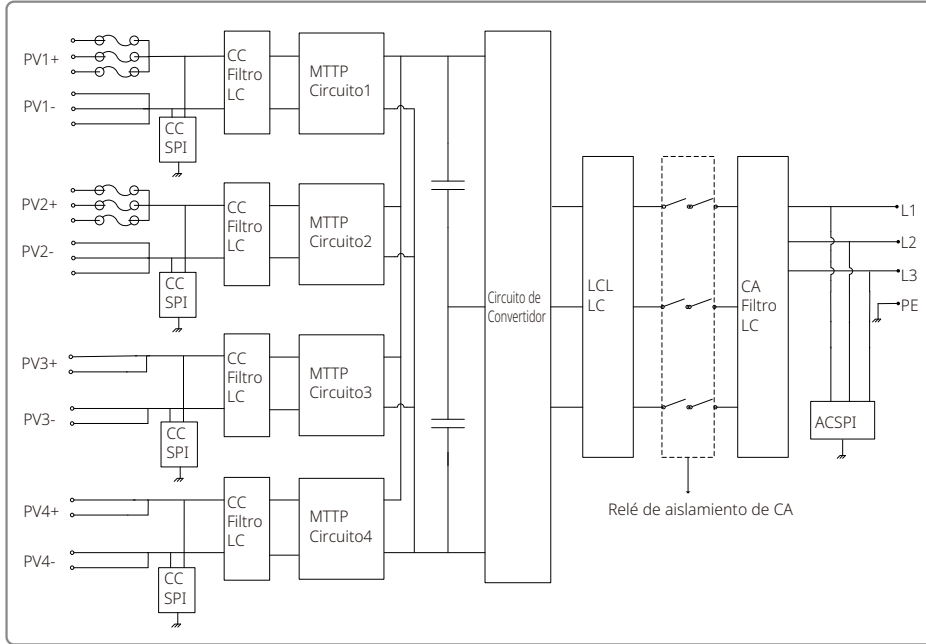 PV1+
PV1-
CC
SPI
CC
Filtro
LC
MTTP
Circuito1
PV2+
PV2-
CC
SPI
CC
Filtro
LC
MTTP
Circuito2
PV3+
PV3-
CC
SPI
CC
Filtro
LC
MTTP
Circuito3
PV4+
PV4-
CC
SPI
CC
Filtro
LC
MTTP
Circuito4
Circuito de
Convertidor
LCL
LC
Relé de aislamiento de CA
CA
Filtro
LC
L1
L2
L3
PE
ACSPI